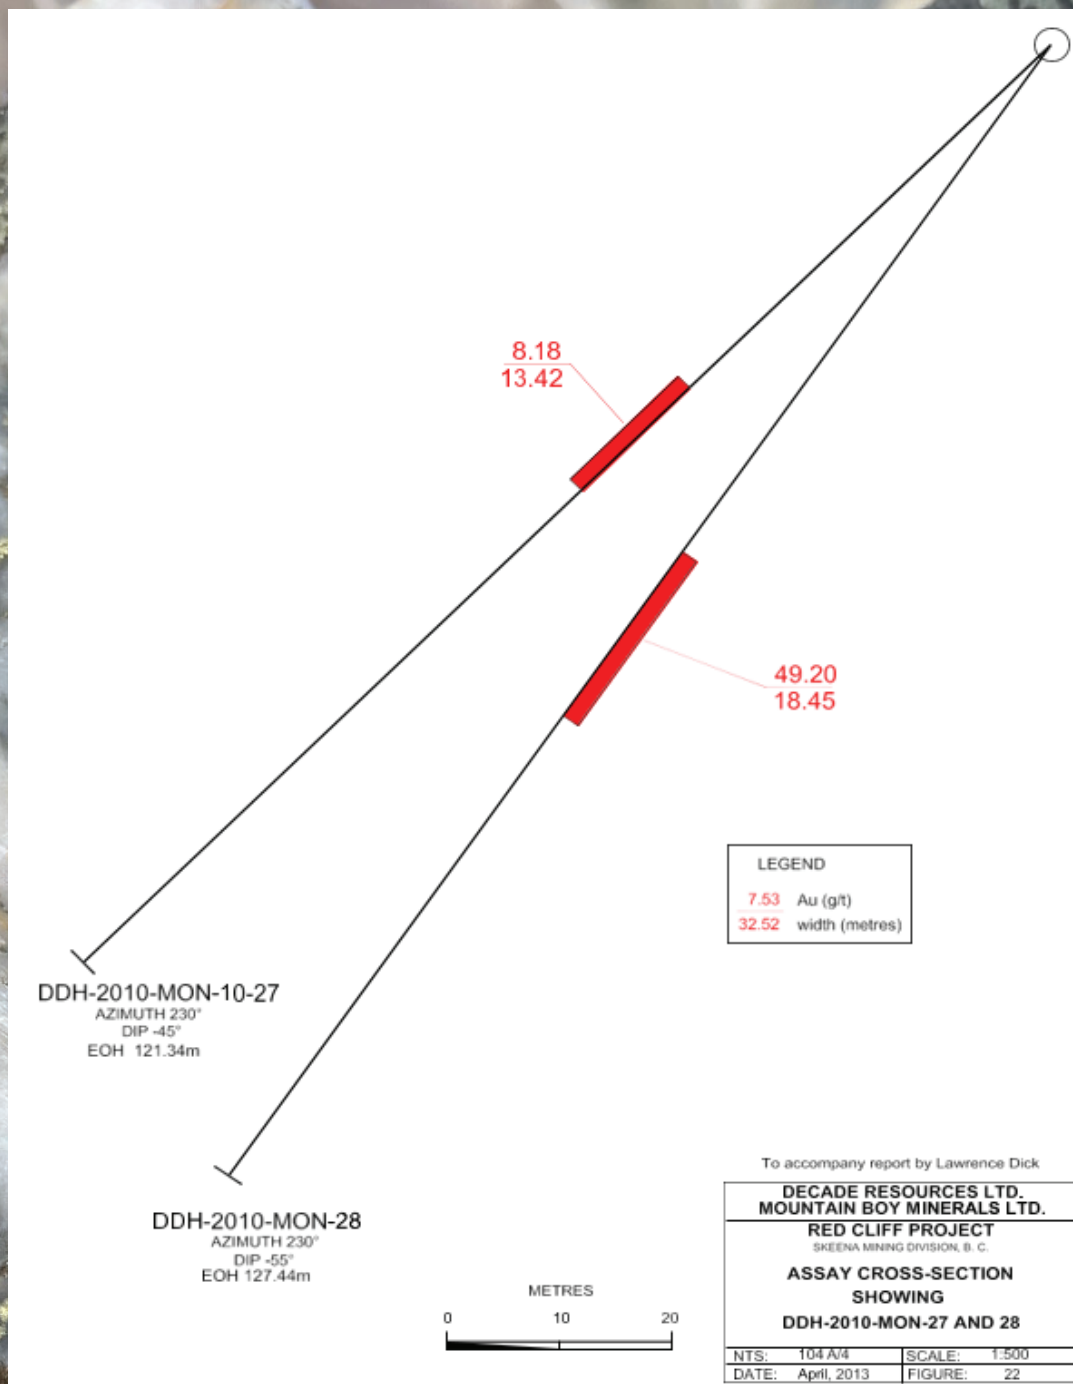 8.18
13.42
49.20
18.45
LEGEND
7.53 Au (g/t)
32.52 width (metres)
DDH-2010-MON-10-27
AZIMUTH 230°
DIP -45°
EOH 121.34m
DDH-2010-MON-28
AZIMUTH 230°
DIP -55°
EOH 127.44m
METRES
0 10 20
To accompany report by Lawrence Dick
DECADE RESOURCES LTD.
MOUNTAIN BOY MINERALS LTD.
RED CLIFF PROJECT
SKEENA MINING DIVISION, B. C.
ASSAY CROSS-SECTION
SHOWING
DDH-2010-MON-27 AND 28
NTS: 104 A/4 SCALE: 1:500
DATE: April, 2013 FIGURE: 22